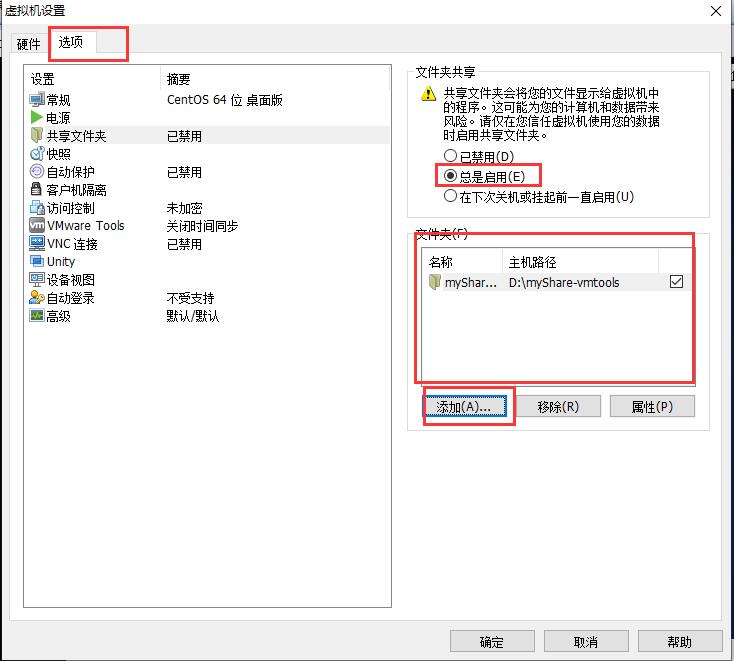 虚拟机设置
硬件 选项
设置 摘要
常规 CentOS 64 位 桌面版
电源
共享文件夹 已禁用
快照
自动保护 已禁用
客户机隔离
访问控制 未加密
VMware Tools 关闭时间同步
VNC 连接 已禁用
Unity
设备视图
自动登录 不受支持
高级 默认/默认
文件夹共享
共享文件夹会将您的文件显示给虚拟机中
的程序。这可能为您的计算机和数据带来
风险。请仅在您信任虚拟机使用您的数据
时启用共享文件夹。
已禁用(D)
总是启用(E)
在下次关机或挂起前一直启用(U)
文件夹(F)
名称 主机路径
myShar... D:\myShare-vmtools
添加(A)... 移除(R) 属性(P)
确定 取消 帮助